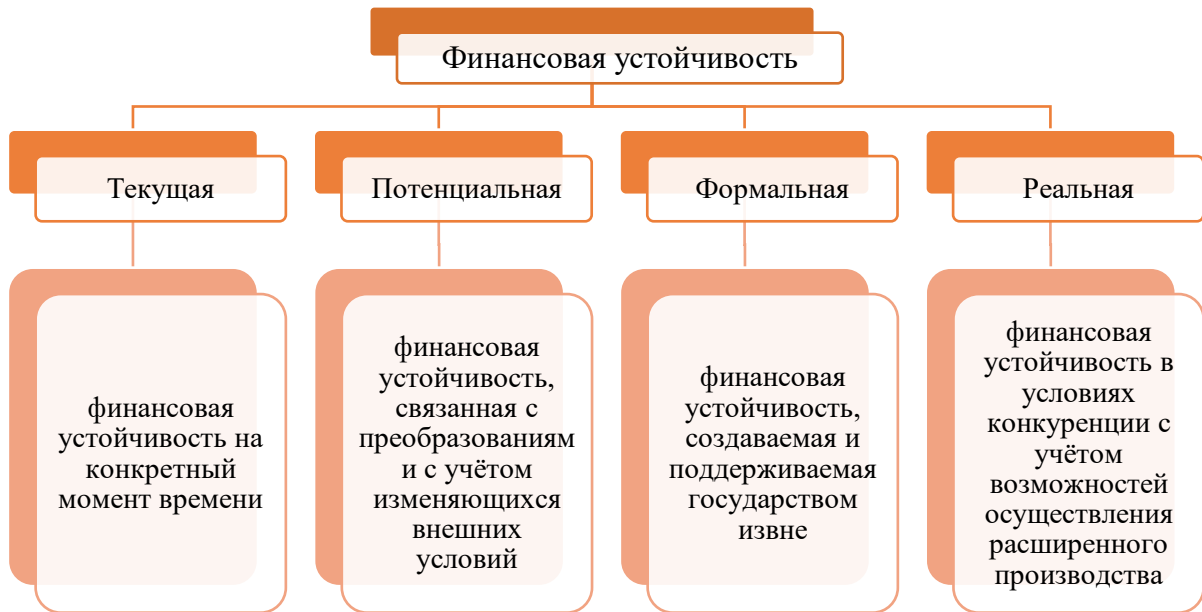 Финансовая устойчивость
Текущая
Потенциальная
Формальная
Реальная
финансовая
устойчивость на
конкретный
момент времени
финансовая
устойчивость,
связанная с
преобразованиям
и с учётом
изменяющихся
внешних
условий
финансовая
устойчивость,
создаваемая и
поддерживаемая
государством
извне
финансовая
устойчивость в
условиях
конкуренции с
учётом
возможностей
осуществления
расширенного
производства